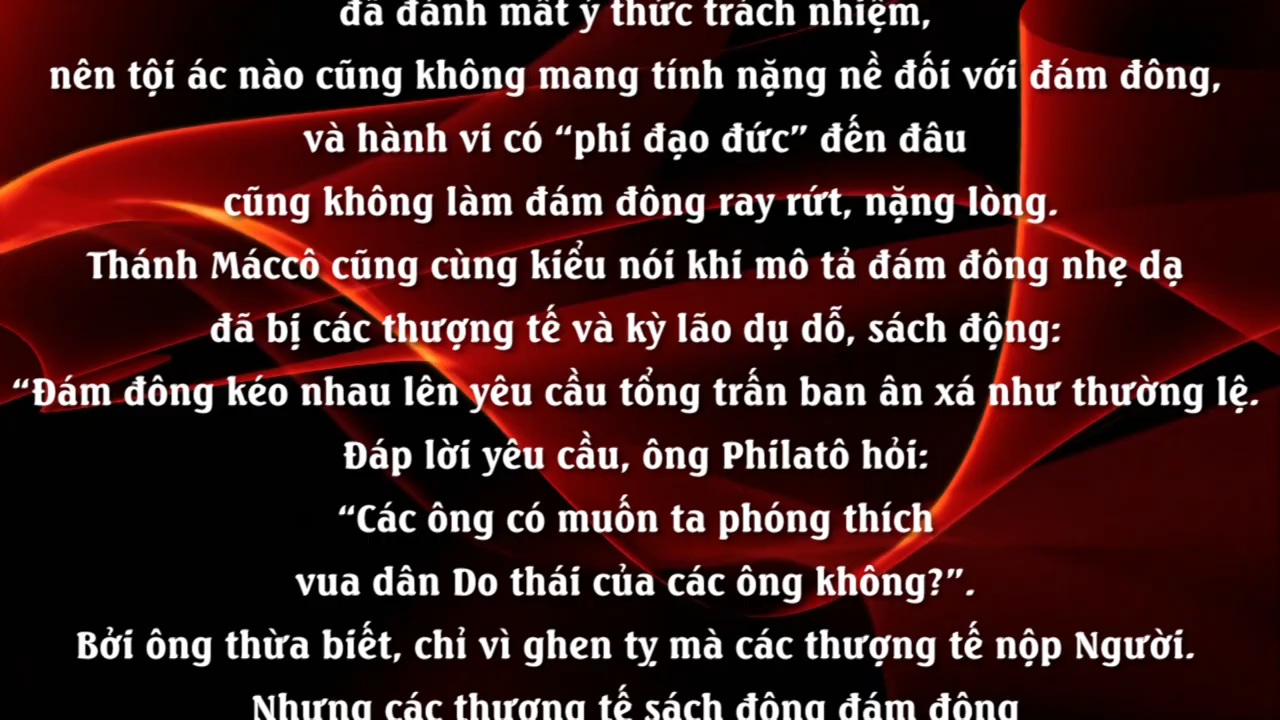 đã đánh mất ý thức trách nhiệm,
nên tội ác nào cũng không mang tính nặng nề đối với đám đông,
và hành vi có “phi đạo đức” đến đâu
cũng không làm đám đông ray rứt, nặng lòng.
Thánh Máccô cũng cùng kiểu nói khi mô tả đám đông nhẹ dạ
đã bị các thượng tế và kỳ lão dụ dỗ, sách động:
“Đám đông kéo nhau lên yêu cầu tổng trấn ban ân xá như thường lệ.
Đáp lời yêu cầu, ông Philatô hỏi:
“Các ông có muốn ta phóng thích
vua dân Do thái của các ông không?”.
Bởi ông thừa biết, chỉ vì ghen tỵ mà các thượng tế nộp Người.
Nhưng các thượng tế sách động đám đông